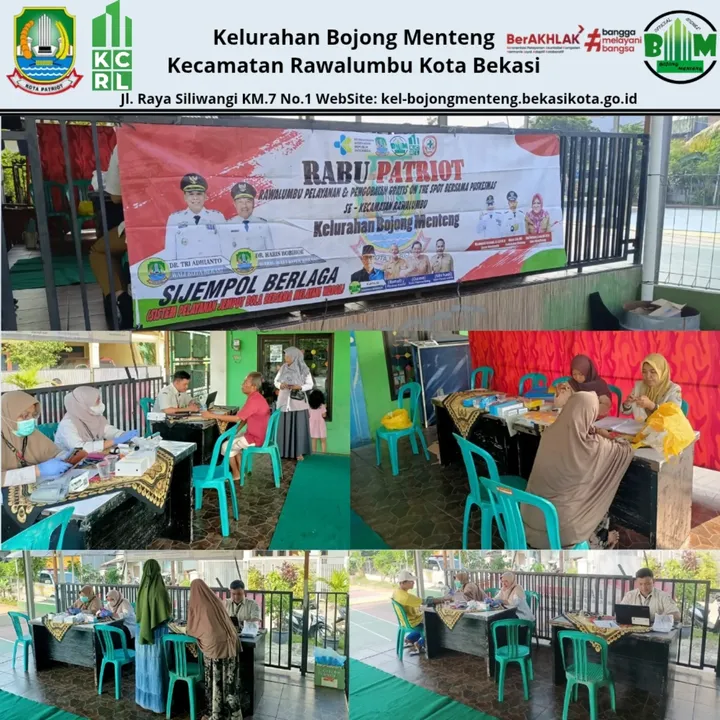 KOTA PATRIOT
KCRL
Kelurahan Bojong Menteng
Kecamatan Rawalumbu Kota Bekasi
Jl. Raya Siliwangi KM.7 No.1 WebSite: kel-bojongmenteng.bekasikota.go.id
BerAKHLAK
#bangga
melayani
bangsa
BM
Bojong Menteng
RABU PATRIOT
RAWALUMBU PELAYANAN & PENGOBATAN GRATIS ON THE SPOT BERSAMA PUSKESMAS
SE - KECAMATAN RAWALUMBU
Kelurahan Bojong Menteng
DR. TRI ADHIANTO
SIJEMPOL BERLAGA